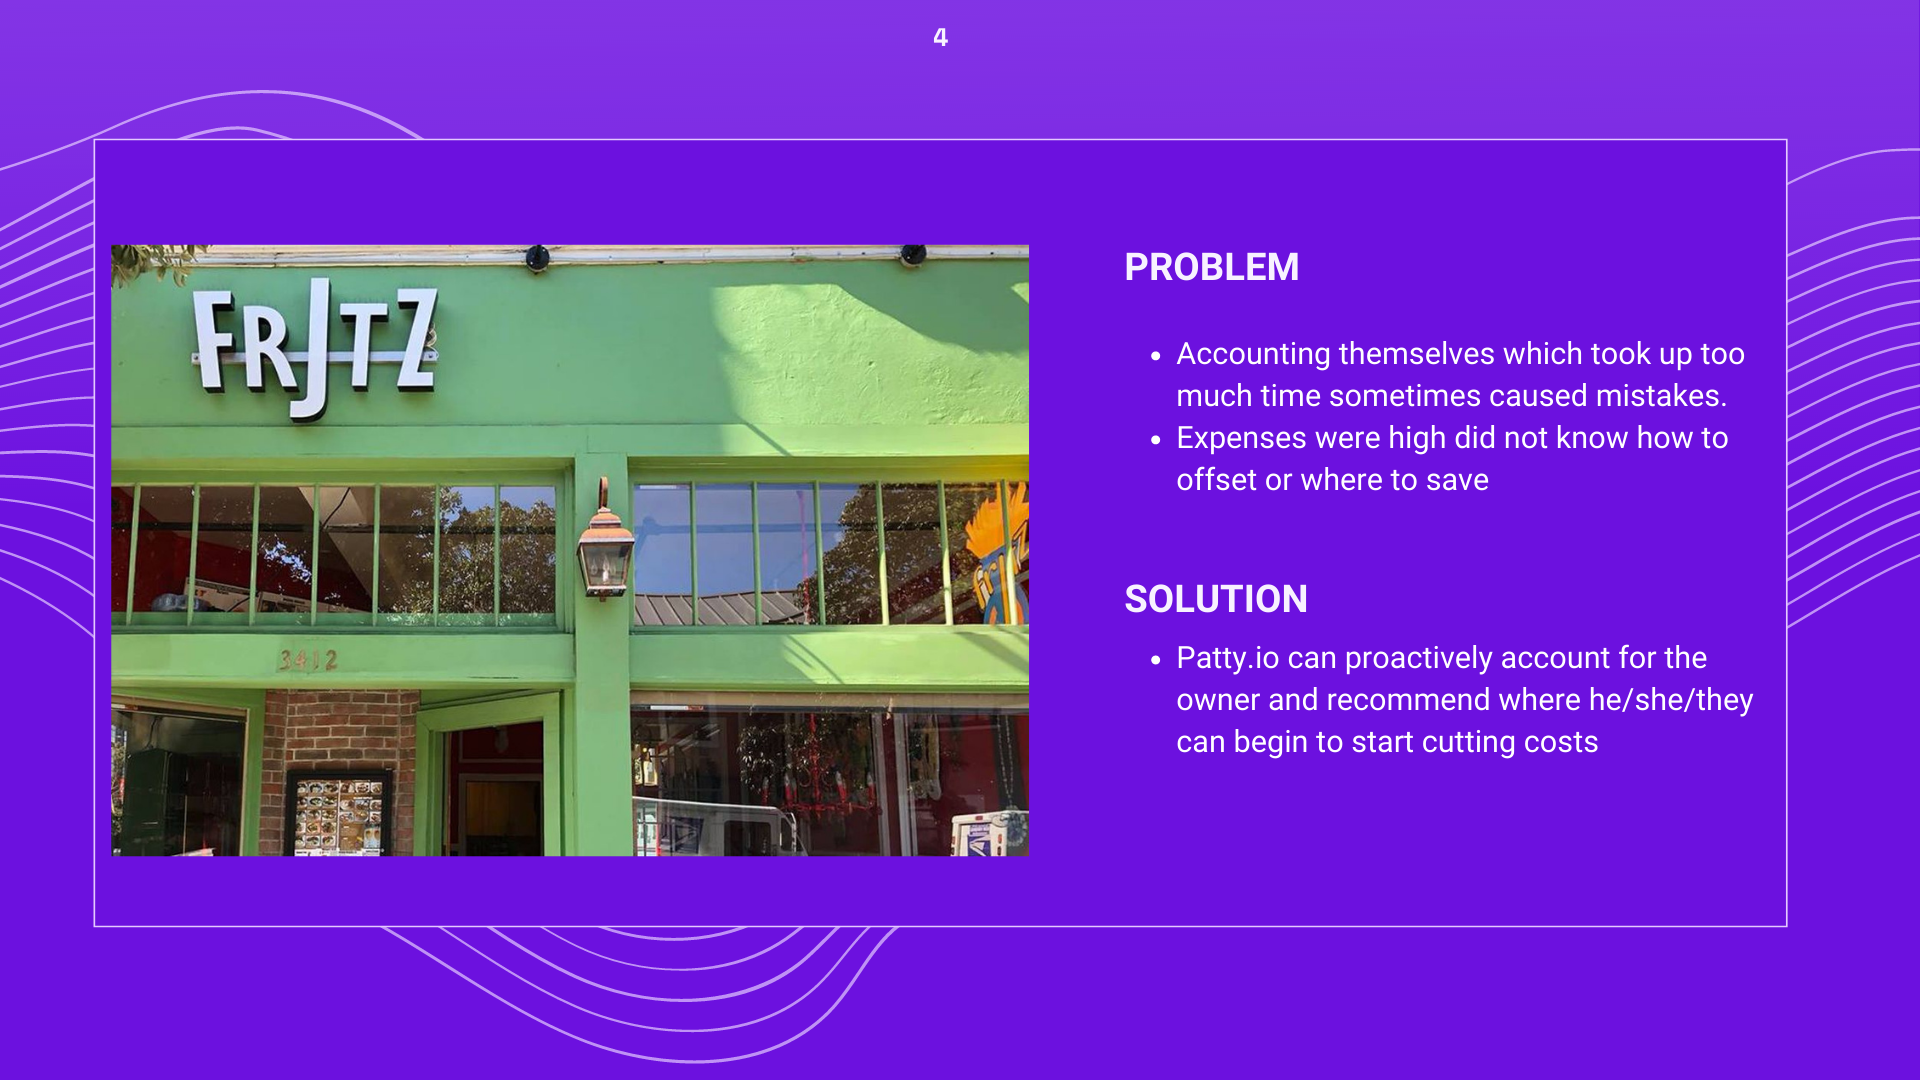 4
FRJTZ
fritz
3412
PROBLEM
Accounting themselves which took up too
much time sometimes caused mistakes.
Expenses were high did not know how to
offset or where to save
SOLUTION
Patty.io can proactively account for the
owner and recommend where he/she/they
can begin to start cutting costs